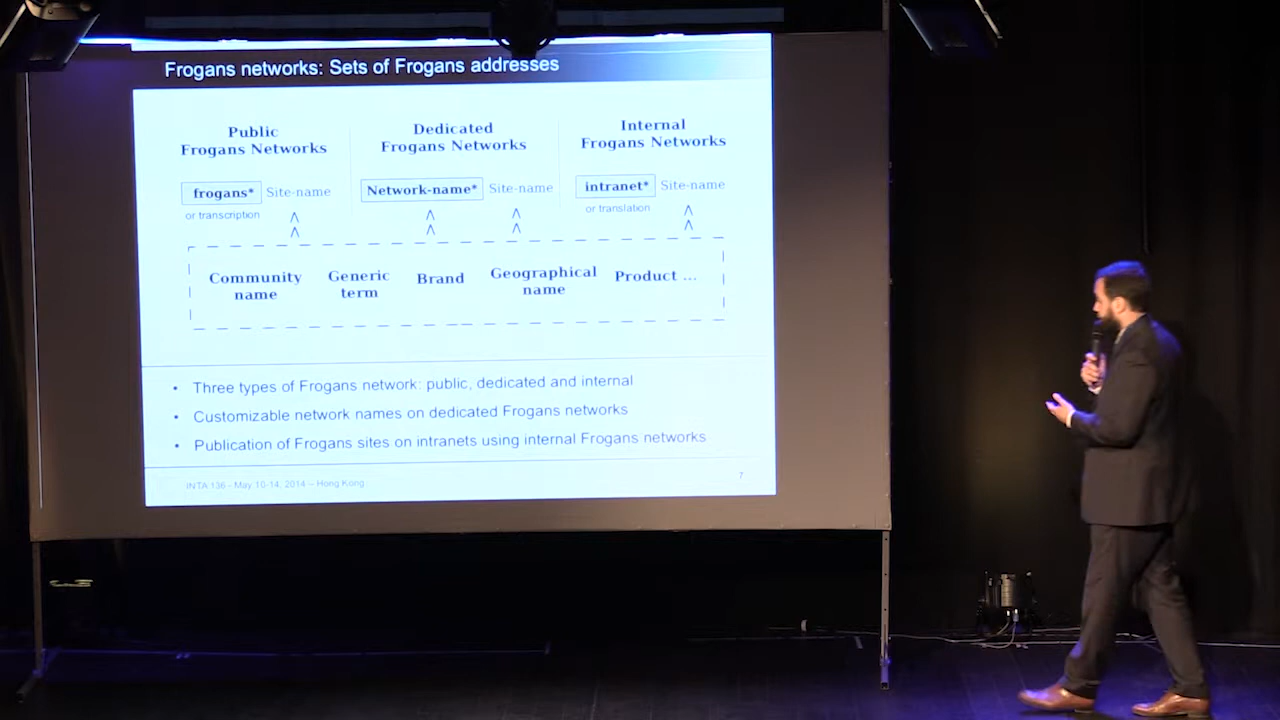 Frogans networks: Sets of Frogans addresses
Public
Frogans Networks
Dedicated
Frogans Networks
Internal
Frogans Networks
frogans* Site-name
or transcription
Network-name* Site-name
intranet* Site-name
or translation
Community
name
Generic
term
Brand
Geographical
name
Product ...
• Three types of Frogans network: public, dedicated and internal
• Customizable network names on dedicated Frogans networks
• Publication of Frogans sites on intranets using internal Frogans networks
INTA 136 - May 10-14, 2014 – Hong Kong
7